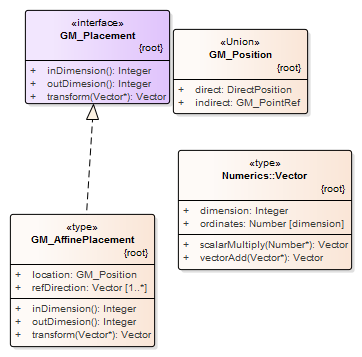 «interface»
GM_Placement
{root}
+ inDimension(): Integer
+ outDimesion(): Integer
+ transform(Vector*): Vector
«Union»
GM_Position
{root}
+ direct: DirectPosition
+ indirect: GM_PointRef
«type»
Numerics::Vector
{root}
+ dimension: Integer
+ ordinates: Number [dimension]
+ scalarMultiply(Number*): Vector
+ vectorAdd(Vector*): Vector
«type»
GM_AffinePlacement
{root}
+ location: GM_Position
+ refDirection: Vector [1..*]
+ inDimension(): Integer
+ outDimesion(): Integer
+ transform(Vector*): Vector